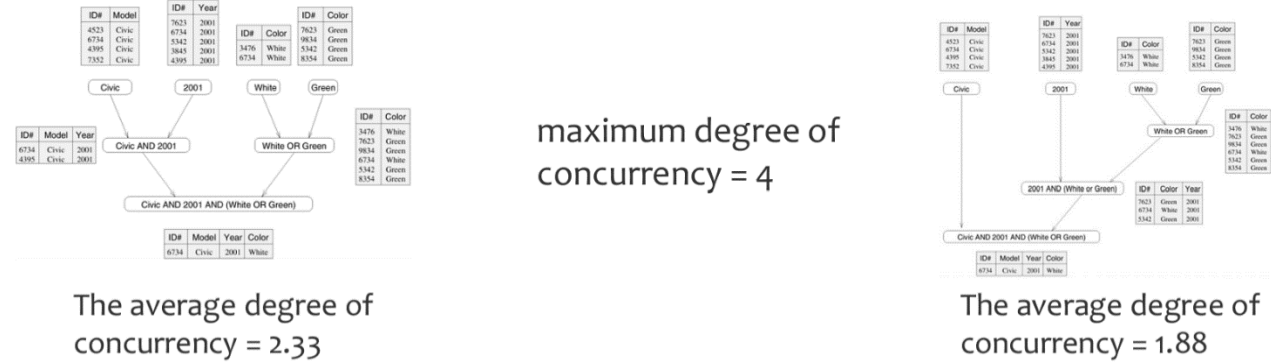 ID# Model
4523 Civic
6734 Civic
4395 Civic
7352 Civic
ID# Year
7623 2001
6734 2001
5342 2001
3845 2001
4395 2001
ID# Color
3476 White
6734 White
ID# Color
7623 Green
9834 Green
5342 Green
8354 Green
Civic
2001
White
Green
ID# Model Year
6734 Civic 2001
4395 Civic 2001
Civic AND 2001
White OR Green
ID# Color
3476 White
7623 Green
9834 Green
6734 White
5342 Green
8354 Green
Civic AND 2001 AND (White OR Green)
ID# Model Year Color
6734 Civic 2001 White
The average degree of
concurrency = 2.33
maximum degree of
concurrency = 4
ID# Model
4523 Civic
6734 Civic
4395 Civic
7352 Civic
ID# Year
7623 2001
6734 2001
5342 2001
3845 2001
4395 2001
ID# Color
3476 White
6734 White
ID# Color
7623 Green
9834 Green
5342 Green
8354 Green
Civic
2001
White
Green
White OR Green
ID# Color
3476 White
7623 Green
9834 Green
6734 White
5342 Green
8354 Green
2001 AND (White or Green)
ID# Color Year
7623 Green 2001
6734 White 2001
5342 Green 2001
Civic AND 2001 AND (White OR Green)
ID# Model Year Color
6734 Civic 2001 White
The average degree of
concurrency = 1.88